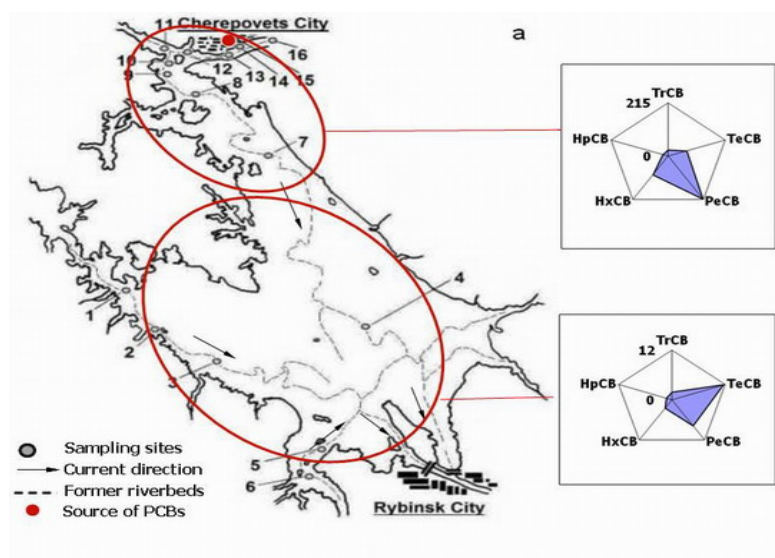 Cherepovets City
a
11
10
9
12
13
14
15
16
8
7
4
1
2
3
5
6
TrCB
215
HpCB
TeCB
0
HxCB
PeCB
TrCB
12
HpCB
TeCB
0
HxCB
PeCB
Sampling sites
Current direction
Former riverbeds
Source of PCBs
Rybinsk City